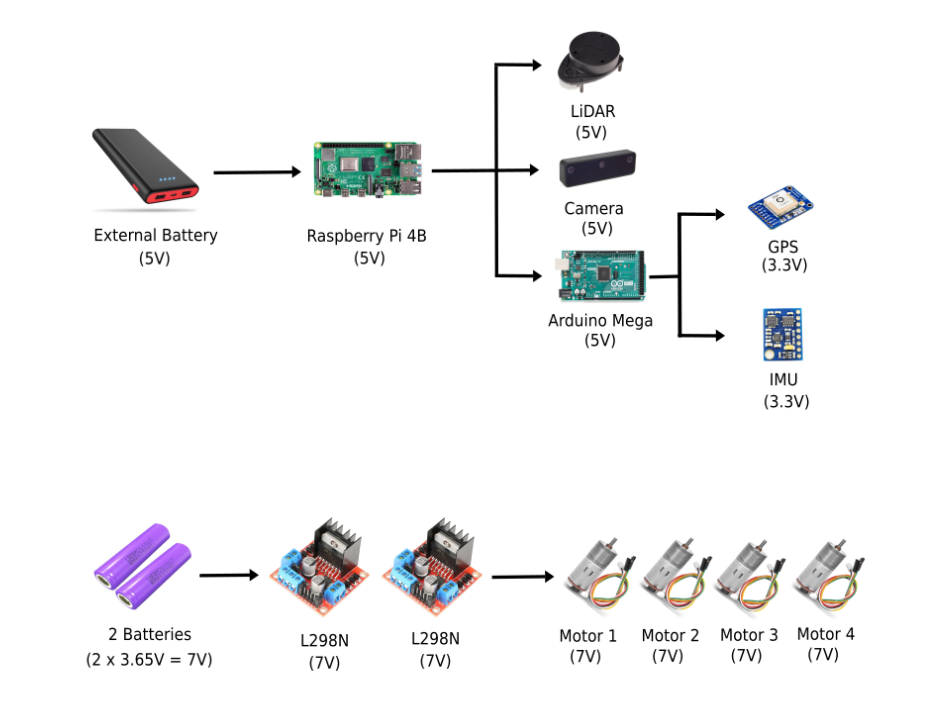 LiDAR
(5V)
External Battery
(5V)
Raspberry Pi 4B
(5V)
Camera
(5V)
Arduino Mega
(5V)
GPS
(3.3V)
IMU
(3.3V)
2 Batteries
(2 x 3.65V = 7V)
L298N
(7V)
L298N
(7V)
Motor 1
(7V)
Motor 2
(7V)
Motor 3
(7V)
Motor 4
(7V)